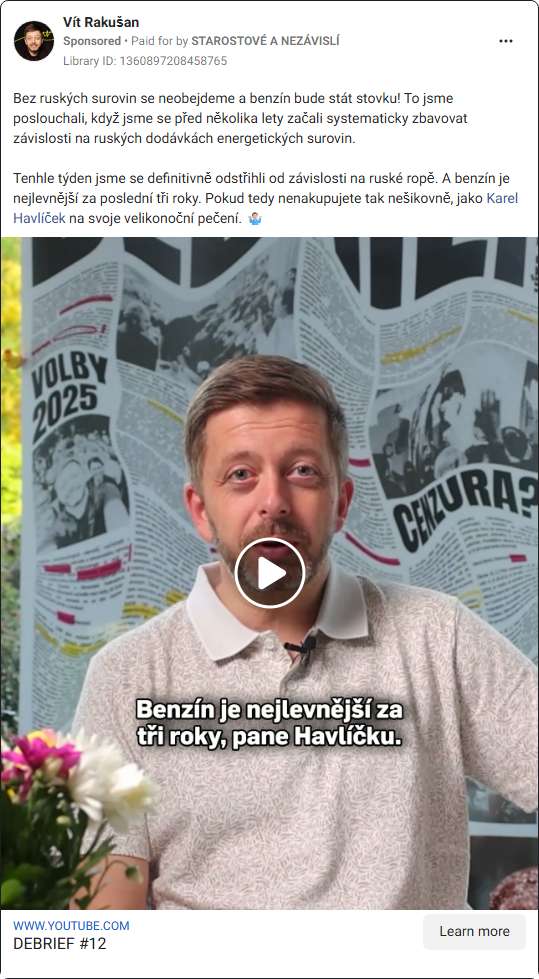 Vít Rakušan
Sponsored • Paid for by STAROSTOVÉ A NEZÁVISLÍ
Library ID: 1360897208458765
Bez ruských surovin se neobejdeme a benzín bude stát stovku! To jsme
poslouchali, když jsme se před několika lety začali systematicky zbavovat
závislosti na ruských dodávkách energetických surovin.
Tenhle týden jsme se definitivně odstřihli od závislosti na ruské ropě. A benzín je
nejlevnější za poslední tři roky. Pokud tedy nenakupujete tak nešikovně, jako Karel
Havlíček na svoje velikonoční pečení. 🤷🏼‍♂️
VOLBY
2025
CENZURA?
Benzín je nejlevnější za
tři roky, pane Havlíčku.
WWW.YOUTUBE.COM
DEBRIEF #12
Learn more